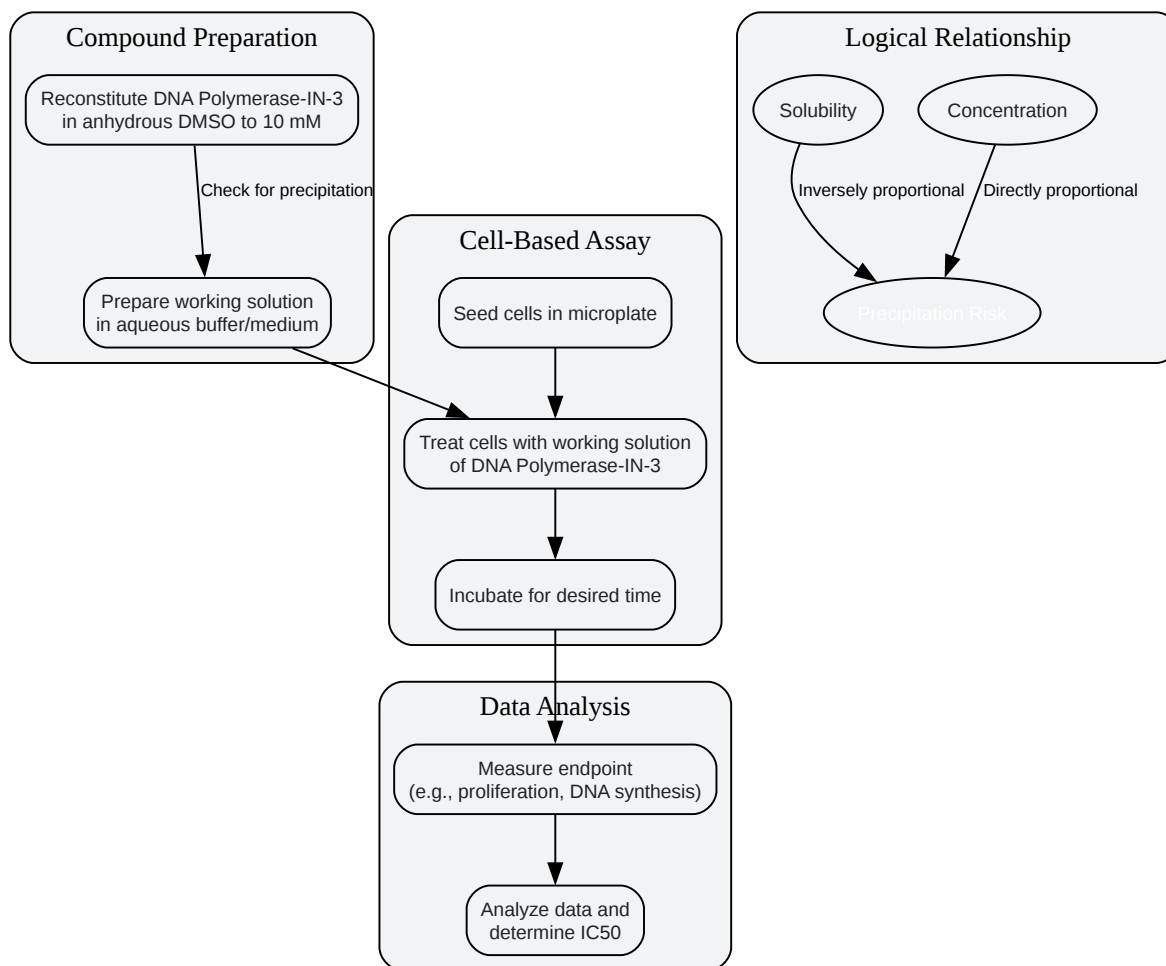 Compound Preparation
Reconstitute DNA Polymerase-IN-3
in anhydrous DMSO to 10 mM
Check for precipitation
Prepare working solution
in aqueous buffer/medium
Logical Relationship
Solubility
Concentration
Inversely proportional
Directly proportional
Precipitation Risk
Cell-Based Assay
Seed cells in microplate
Treat cells with working solution
of DNA Polymerase-IN-3
Incubate for desired time
Data Analysis
Measure endpoint
(e.g., proliferation, DNA synthesis)
Analyze data and
determine IC50